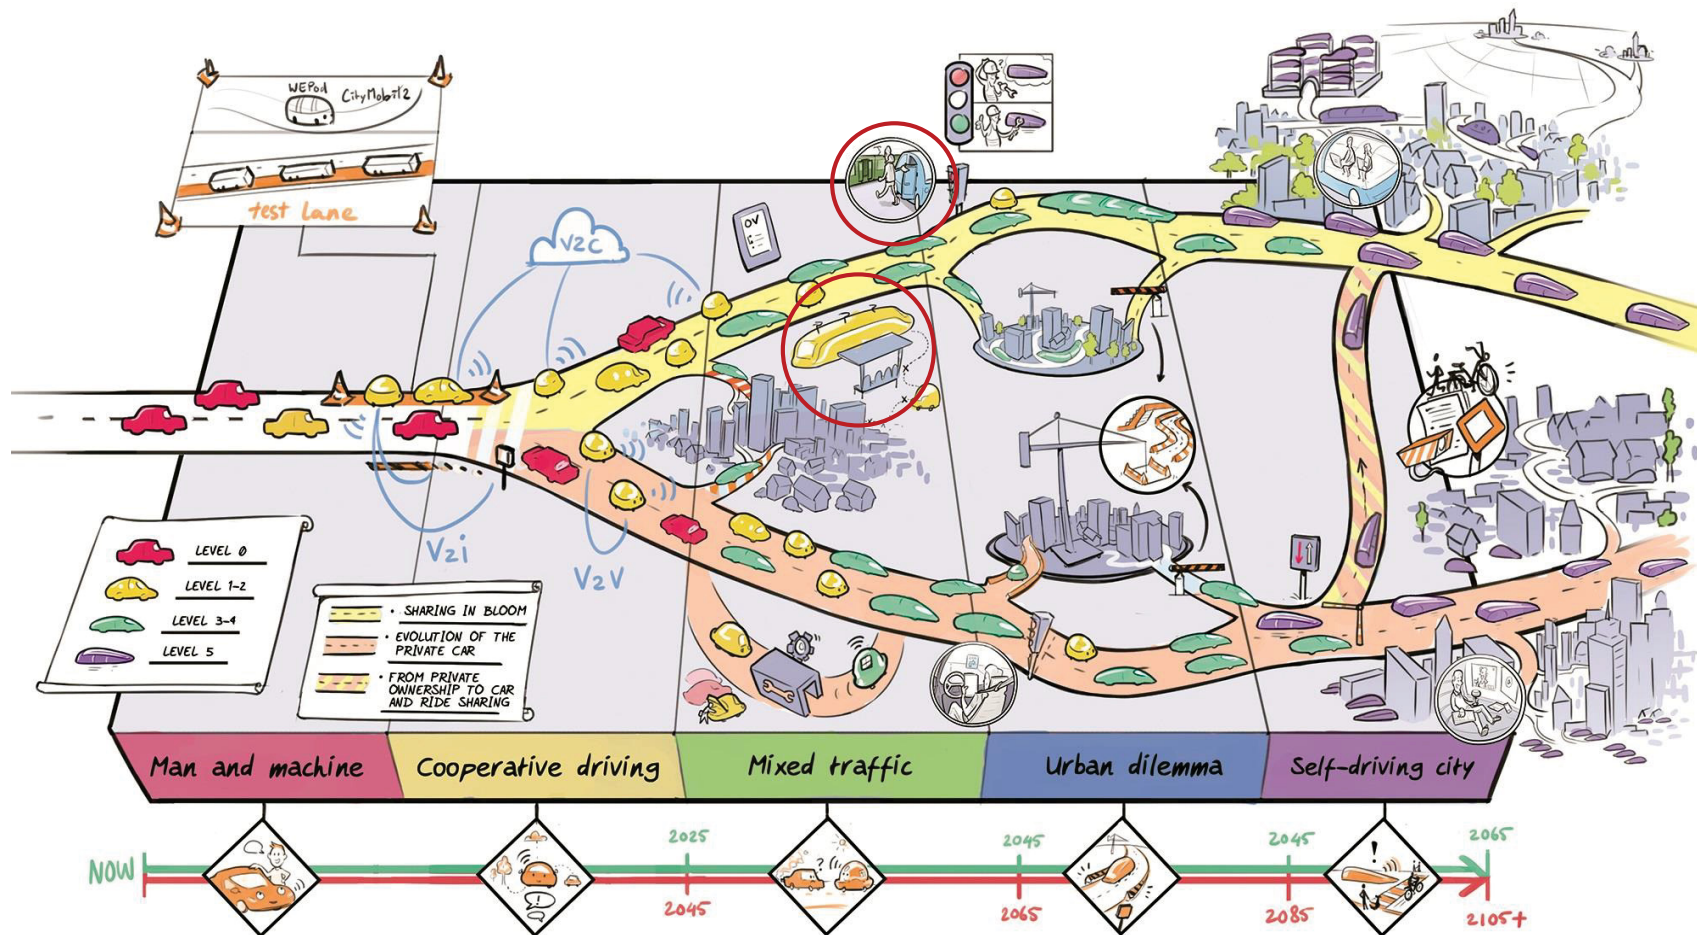 WEPod
CityMobil2
test lane
V2C
OV
V2i
V2V
LEVEL 0
LEVEL 1-2
LEVEL 3-4
LEVEL 5
• SHARING IN BLOOM
• EVOLUTION OF THE
PRIVATE CAR
• FROM PRIVATE
OWNERSHIP TO CAR
AND RIDE SHARING
Man and machine
Cooperative driving
Mixed traffic
Urban dilemma
Self-driving city
NOW
2025
2045
2045
2065
2045
2065
2085
2105+